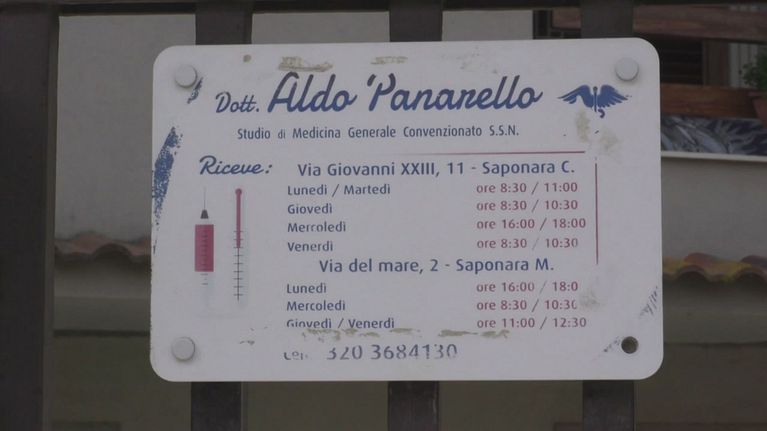 Dott. Aldo Panarello
Studio di Medicina Generale Convenzionato S.S.N.
Riceve: Via Giovanni XXIII, 11 - Saponara C.
Lunedì / Martedì ore 8:30 / 11:00
Giovedì ore 8:30 / 10:30
Mercoledì ore 16:00 / 18:00
Venerdì ore 8:30 / 10:30
Via del mare, 2 - Saponara M.
Lunedì ore 16:00 / 18:0
Mercoledì ore 8:30 / 10:30
Giovedì / Venerdì ore 11:00 / 12:30
320 3684130